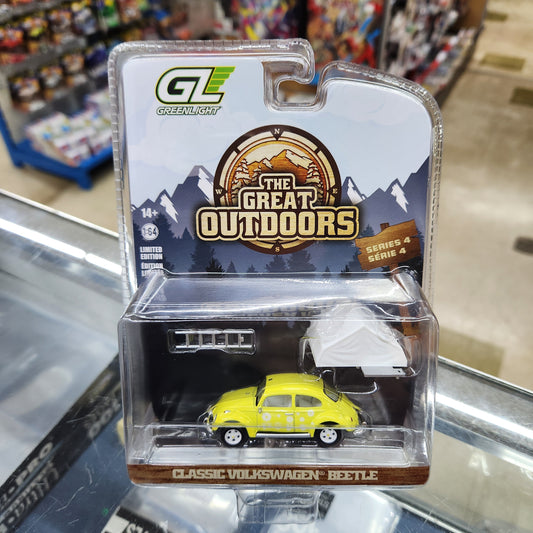 GL
GREENLIGHT
N
W
E
S
THE
GREAT
OUTDOORS
14+
1:64
LIMITED
EDITION
ÉDITION
LIMITÉE
SERIES 4
SÉRIE 4
CLASSIC VOLKSWAGEN BEETLE